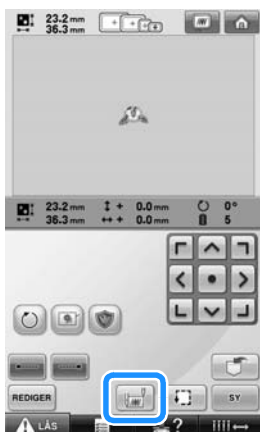 23.2 mm
36.3 mm
23.2 mm ↕ + 0.0 mm 0°
36.3 mm ↔ + 0.0 mm 5
REDIGER
SY
LÅS
?